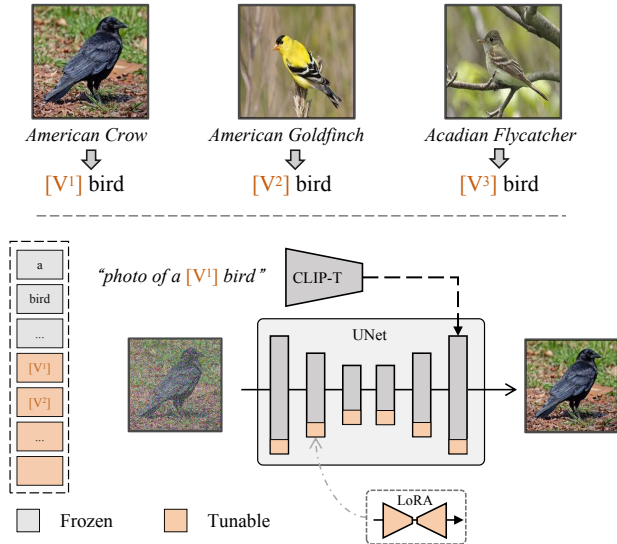 American Crow
American Goldfinch
Acadian Flycatcher
[V¹] bird
[V²] bird
[V³] bird
a
bird
...
[V¹]
[V²]
...
“photo of a [V¹] bird”
CLIP-T
UNet
LoRA
Frozen
Tunable